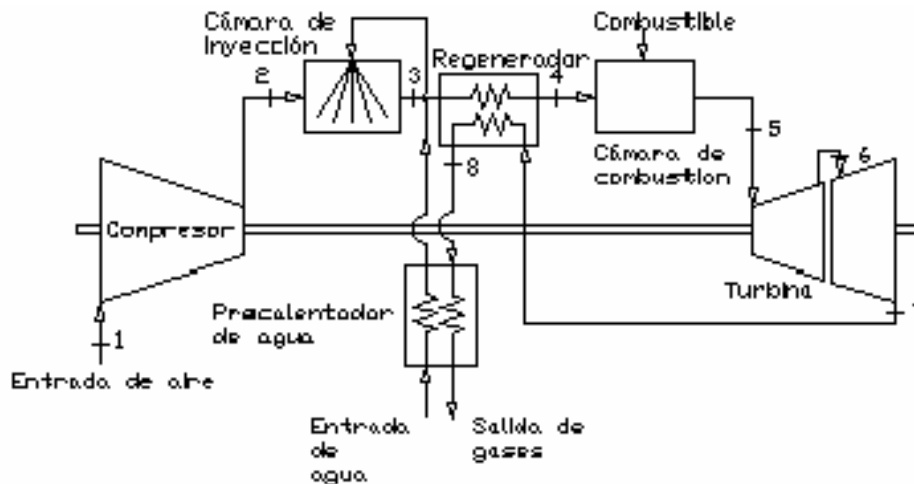 Cámara de
Inyección
Combustible
Regenerador
2
3
4
5
Cámara de
combustion
6
8
Compresor
Turbina
Precalentador
de agua
1
Entrada de aire
Entrada
de
agua
Salida de
gases